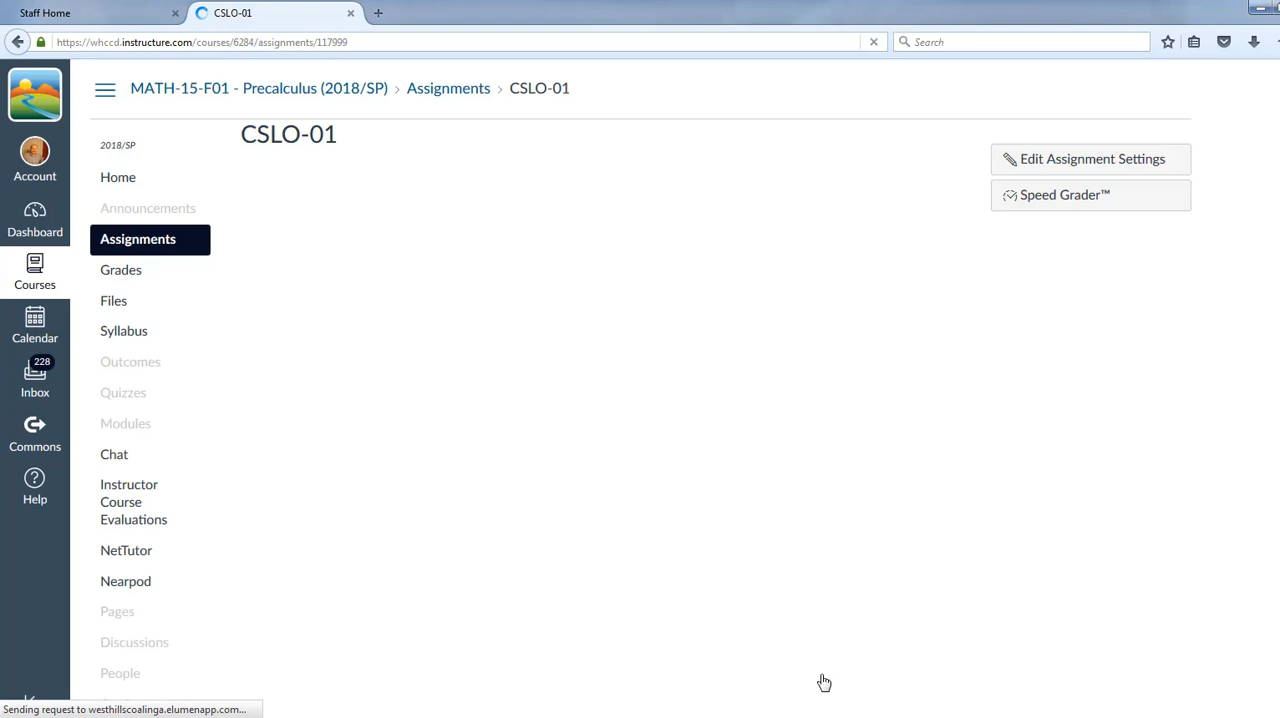 Staff Home
CSLO-01
https://whccd.instructure.com/courses/6284/assignments/117999
Search
MATH-15-F01 - Precalculus (2018/SP) › Assignments › CSLO-01
Account
Dashboard
Courses
Calendar
228
Inbox
Commons
Help
2018/SP
Home
Announcements
Assignments
Grades
Files
Syllabus
Outcomes
Quizzes
Modules
Chat
Instructor
Course
Evaluations
NetTutor
Nearpod
Pages
Discussions
People
CSLO-01
Edit Assignment Settings
Speed Grader™
Sending request to westhillscoalinga.elumenapp.com...